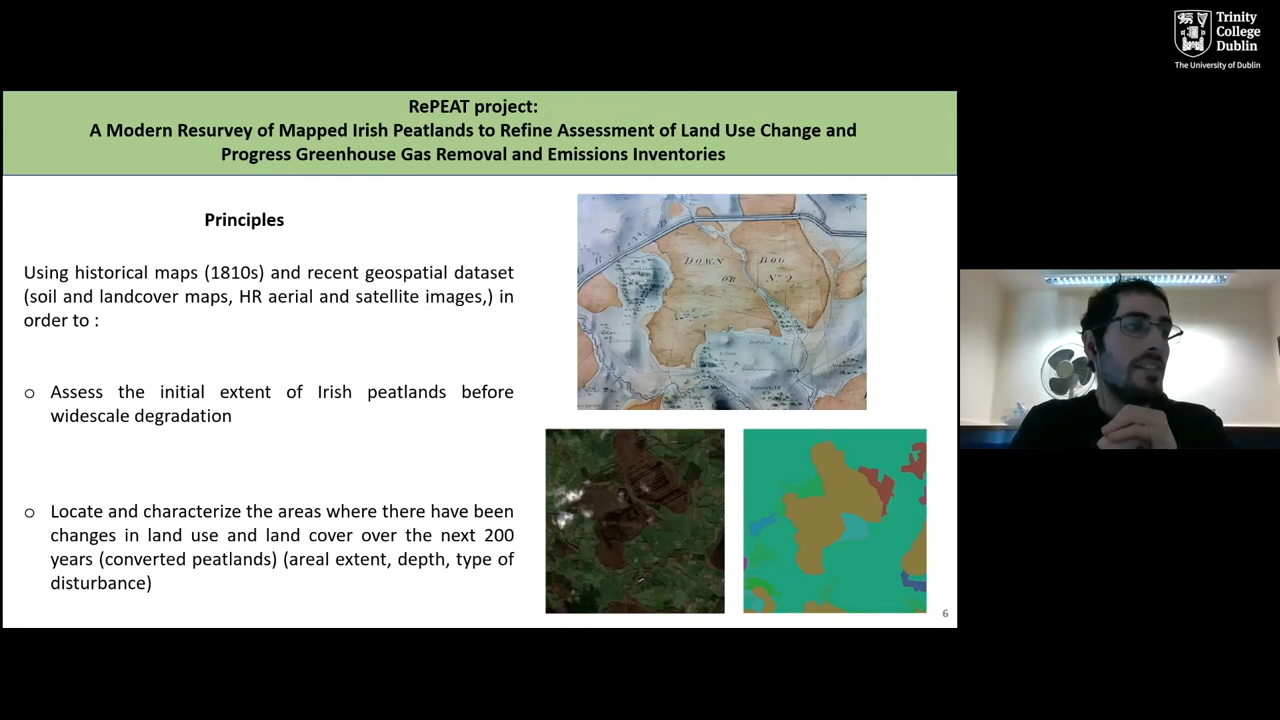 Trinity
College
Dublin
The University of Dublin
RePEAT project:
A Modern Resurvey of Mapped Irish Peatlands to Refine Assessment of Land Use Change and
Progress Greenhouse Gas Removal and Emissions Inventories
Principles
Using historical maps (1810s) and recent geospatial dataset
(soil and landcover maps, HR aerial and satellite images,) in
order to :
o Assess the initial extent of Irish peatlands before
widescale degradation
o Locate and characterize the areas where there have been
changes in land use and land cover over the next 200
years (converted peatlands) (areal extent, depth, type of
disturbance)
DOWN BOG
OR Nº 2
6